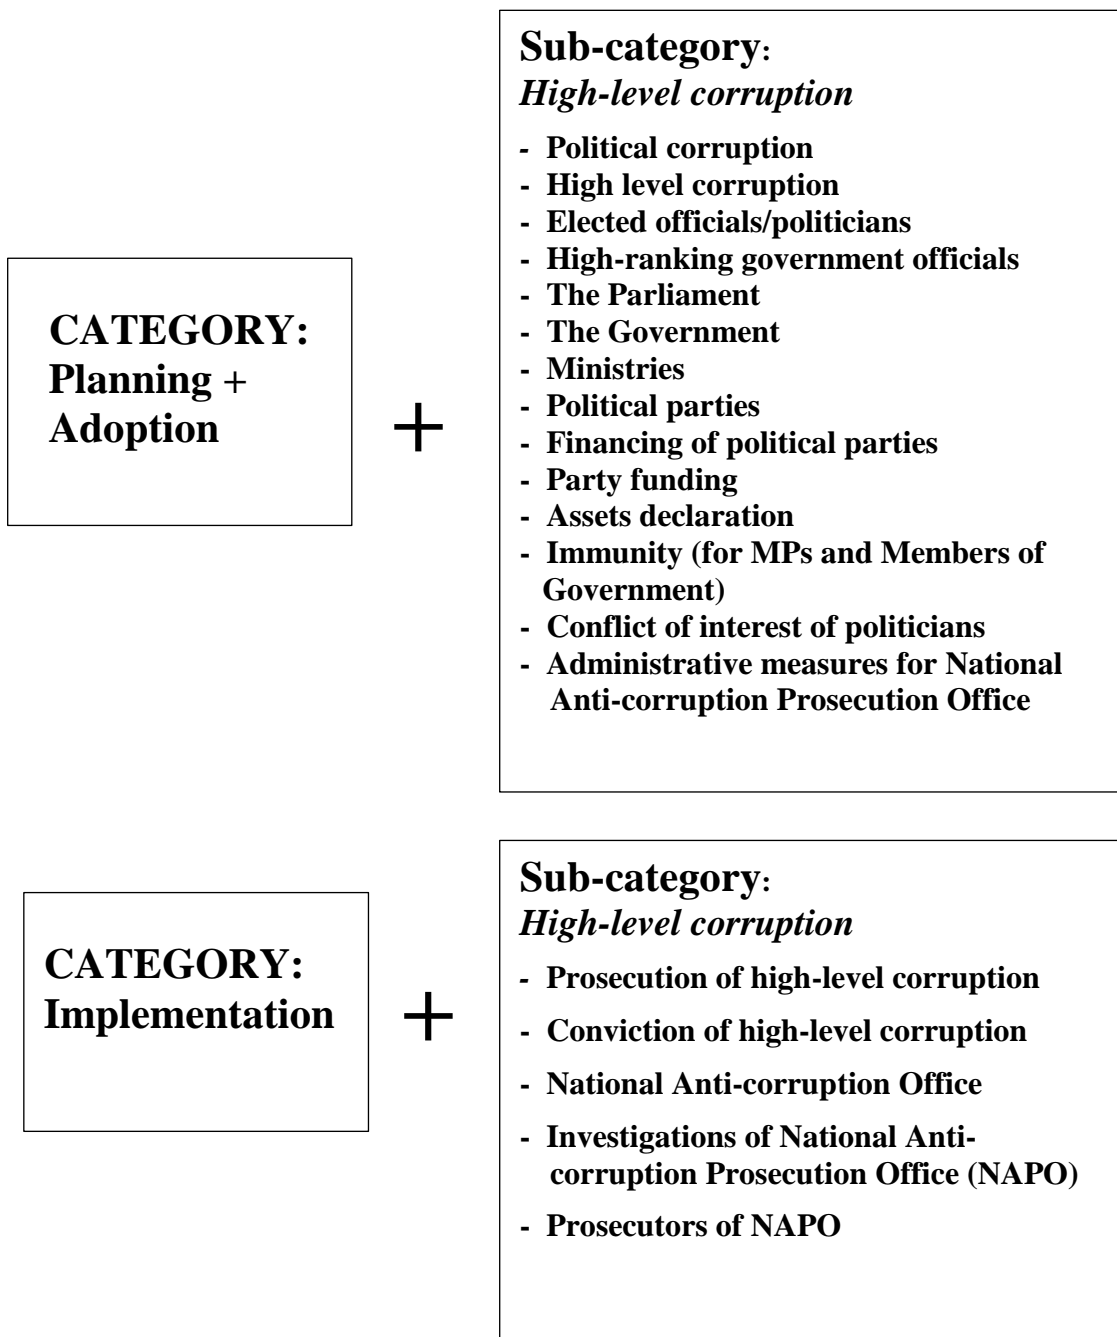 Sub-category:
High-level corruption
- Political corruption
- High level corruption
- Elected officials/politicians
- High-ranking government officials
- The Parliament
- The Government
- Ministries
- Political parties
- Financing of political parties
- Party funding
- Assets declaration
- Immunity (for MPs and Members of
Government)
- Conflict of interest of politicians
- Administrative measures for National
Anti-corruption Prosecution Office
CATEGORY:
Planning +
Adoption
+
Sub-category:
High-level corruption
- Prosecution of high-level corruption
- Conviction of high-level corruption
- National Anti-corruption Office
- Investigations of National Anti-
corruption Prosecution Office (NAPO)
- Prosecutors of NAPO
CATEGORY:
Implementation
+